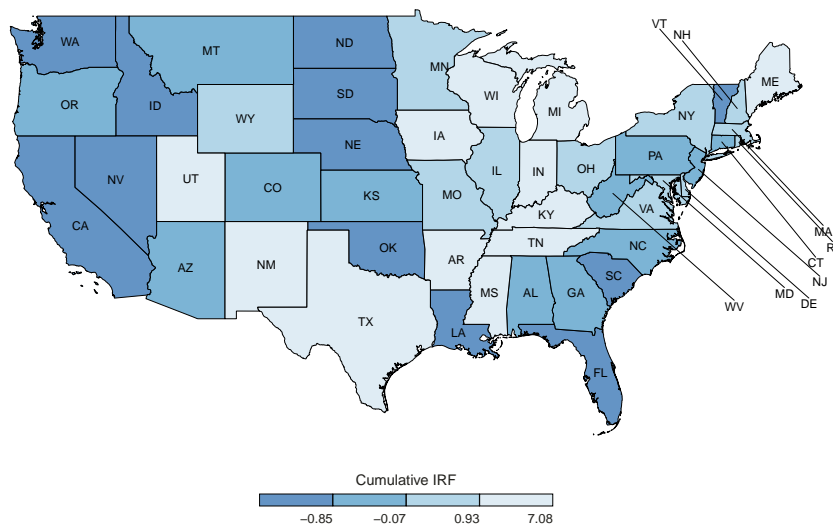 VT
NH
WA
MT
ND
MN
ME
OR
ID
SD
WI
MI
NY
WY
IA
NE
PA
NV
UT
CO
IL
IN
OH
KS
MO
VA
CA
KY
MA
R
OK
TN
NC
CT
AZ
NM
AR
SC
NJ
MD
DE
MS
AL
GA
WV
TX
LA
FL
Cumulative IRF
−0.85 −0.07 0.93 7.08